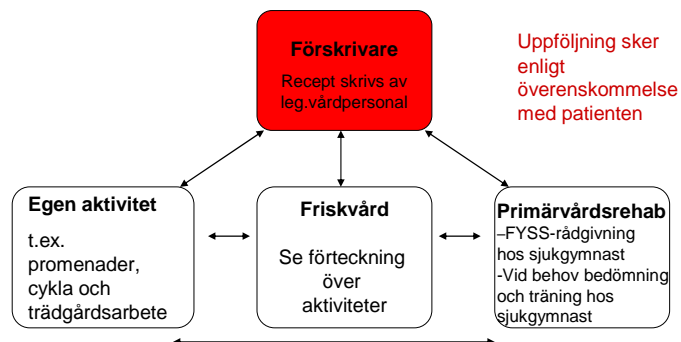 Förskrivare
Recept skrivs av
leg.vårdpersonal
Uppföljning sker
enligt
överenskommelse
med patienten
Egen aktivitet
t.ex.
promenader,
cykla och
trädgårdsarbete
Friskvård
Se förteckning
över
aktiviteter
Primärvårdsrehab
–FYSS-rådgivning
hos sjukgymnast
-Vid behov bedömning
och träning hos
sjukgymnast